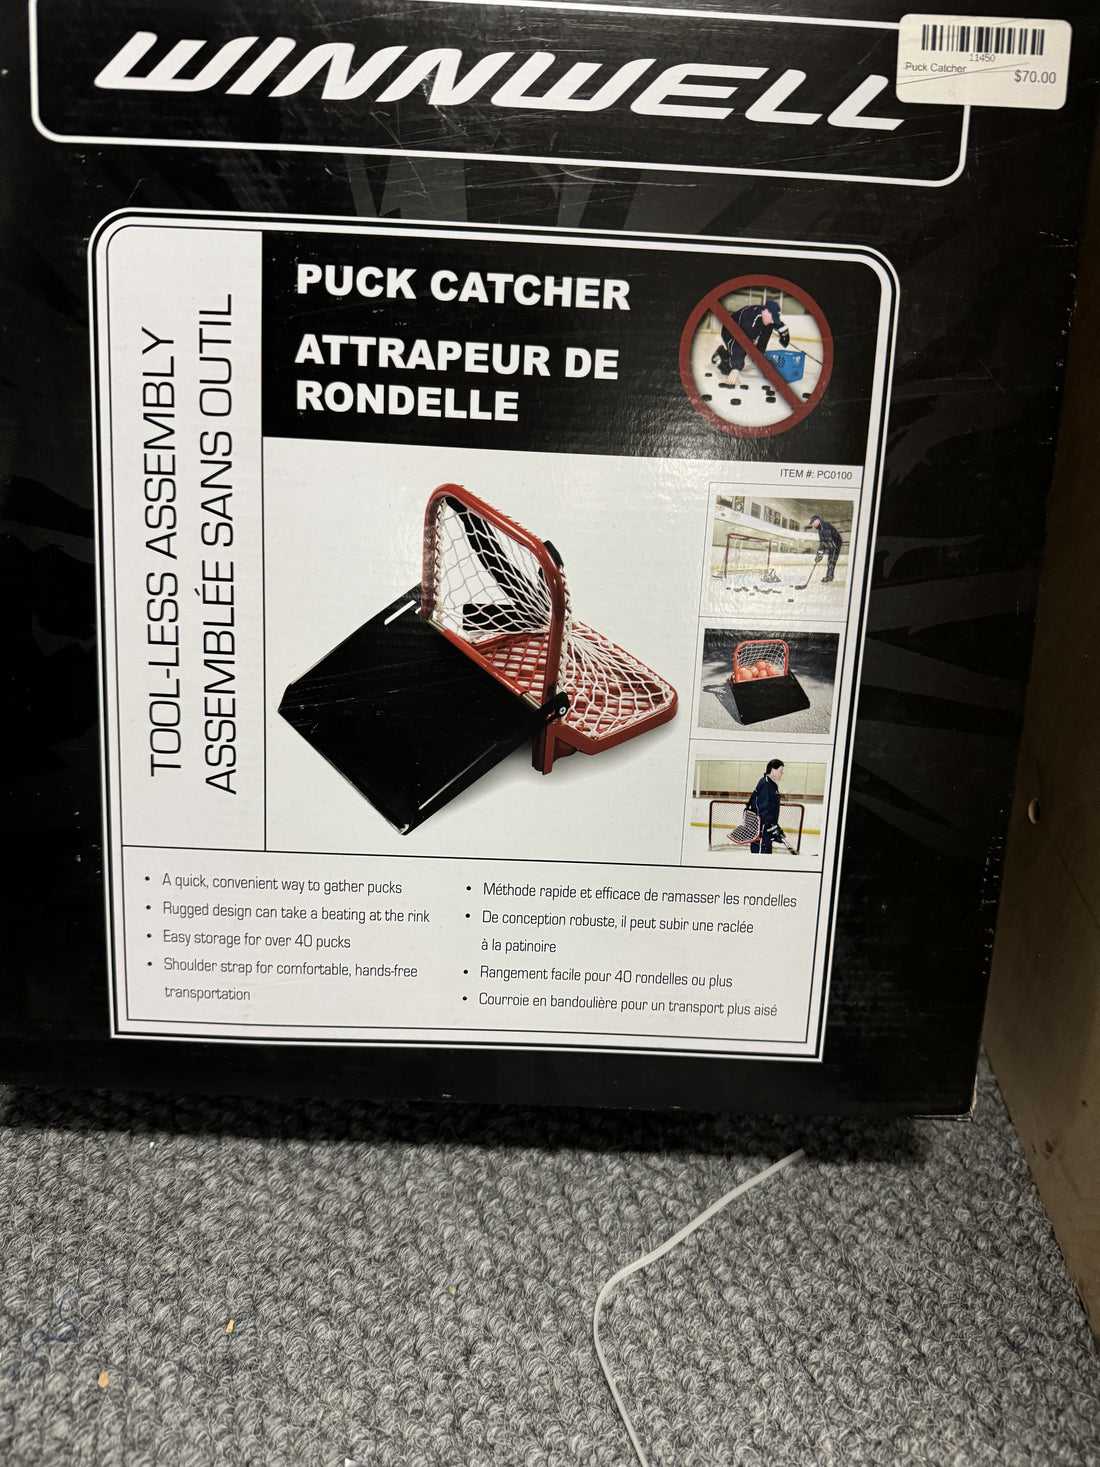 WINNWELL
11450
Puck Catcher
$70.00
PUCK CATCHER
ATTRAPEUR DE
RONDELLE
TOOL-LESS ASSEMBLY
ASSEMBLÉE SANS OUTIL
ITEM #: PC0100
• A quick, convenient way to gather pucks
• Rugged design can take a beating at the rink
• Easy storage for over 40 pucks
• Shoulder strap for comfortable, hands-free
transportation
• Méthode rapide et efficace de ramasser les rondelles
• De conception robuste, il peut subir une raclée
à la patinoire
• Rangement facile pour 40 rondelles ou plus
• Courroie en bandoulière pour un transport plus aisé